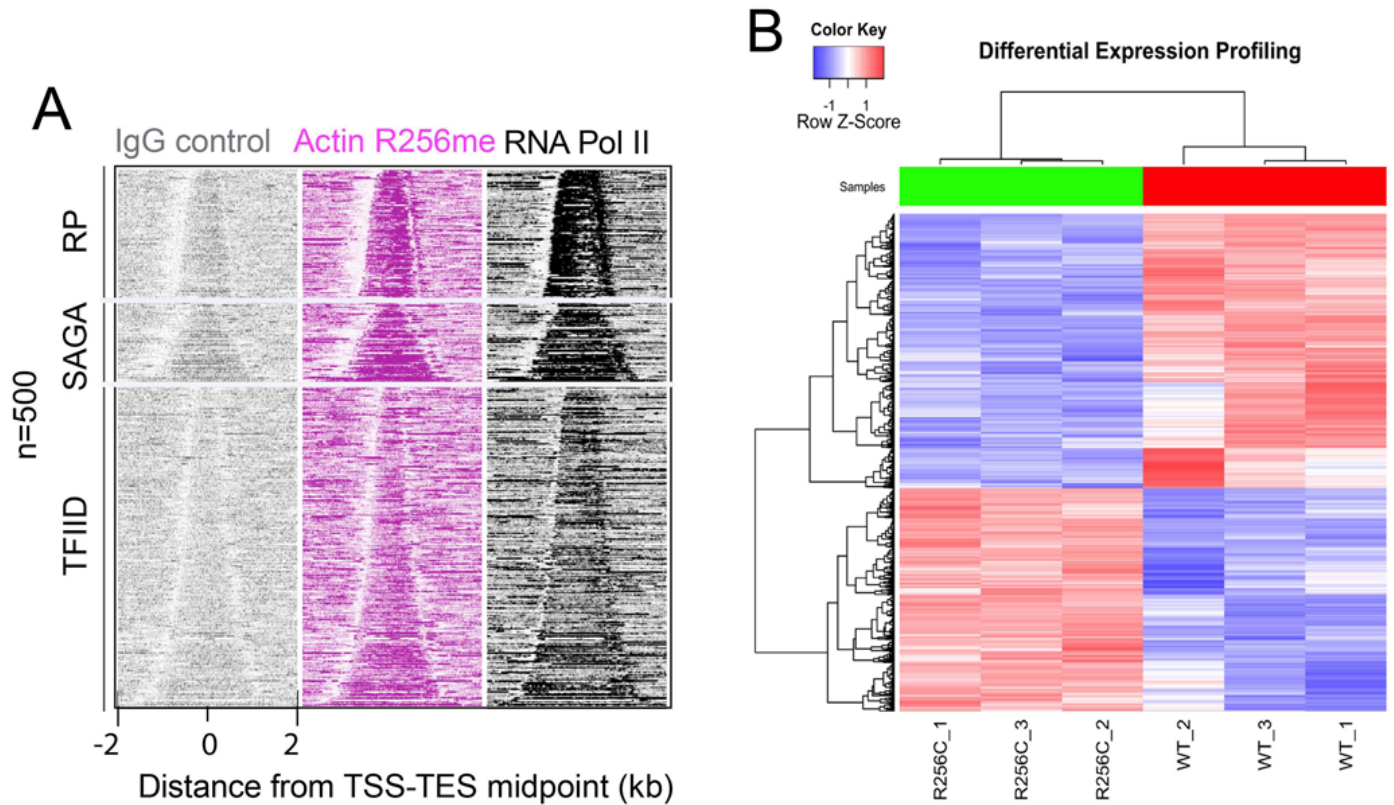 A
IgG control Actin R256me RNA Pol II
RP
SAGA
TFIID
n=500
-2 0 2
Distance from TSS-TES midpoint (kb)
B
Color Key
-1 1
Row Z-Score
Differential Expression Profiling
Samples
R256C_1
R256C_3
R256C_2
WT_2
WT_3
WT_1